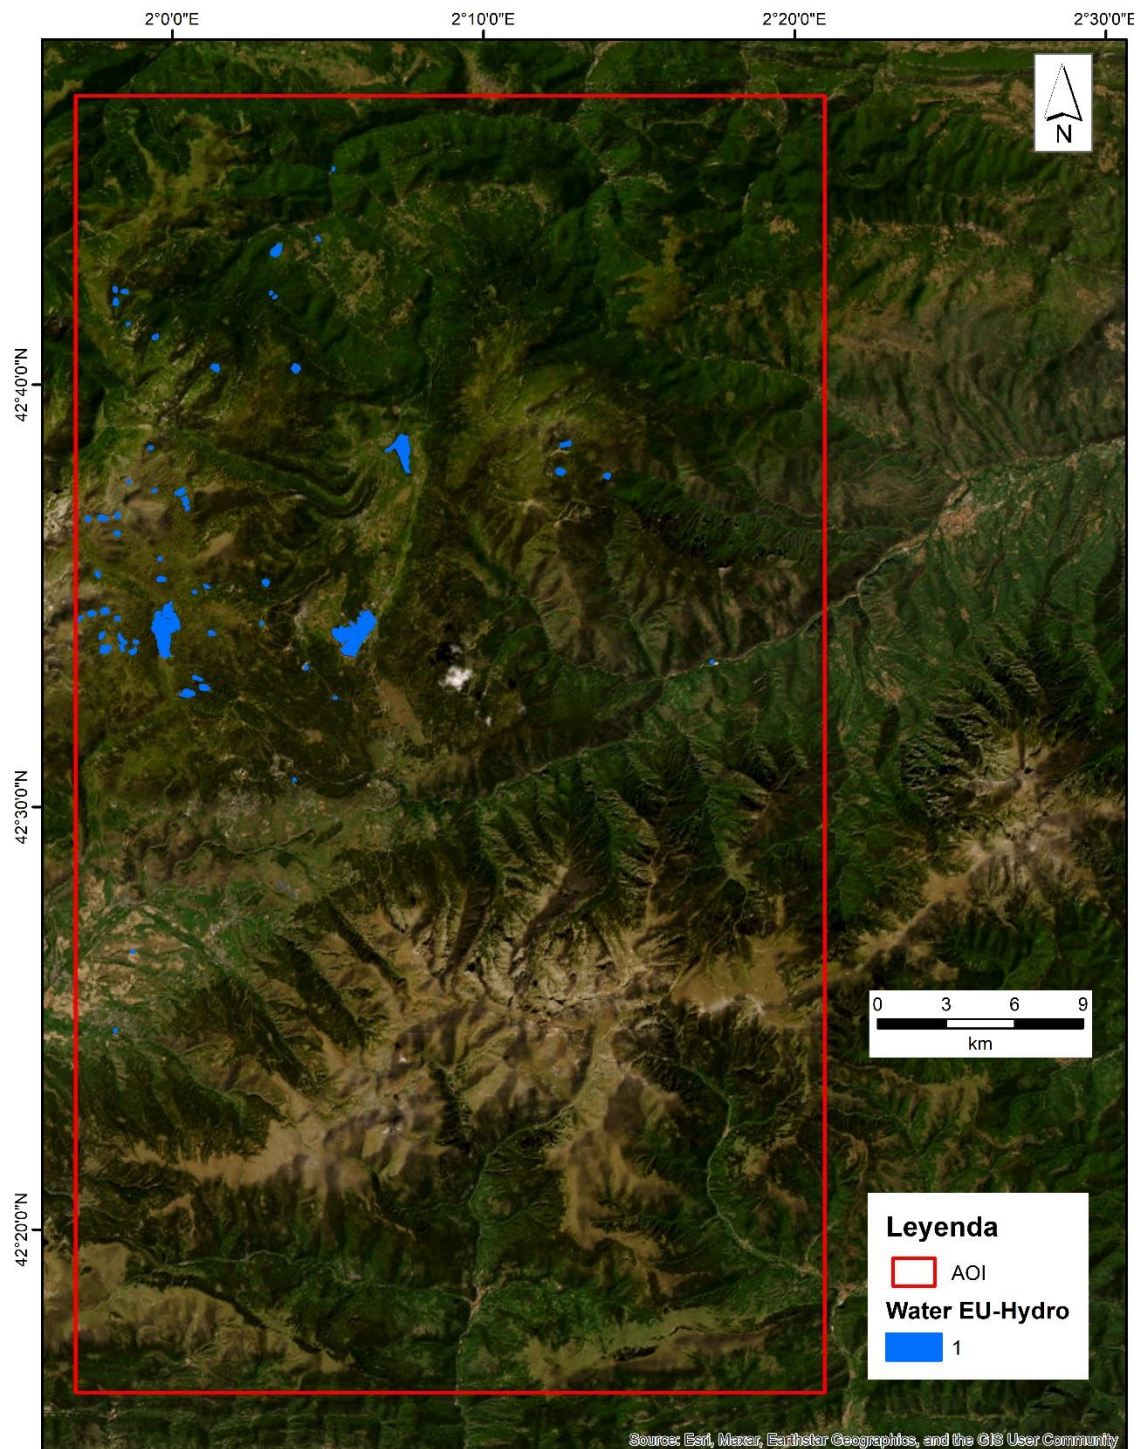 2°0'0"E 2°10'0"E 2°20'0"E 2°30'0"E
N
42°40'0"N
42°30'0"N
0 3 6 9
km
42°20'0"N
Leyenda
AOI
Water EU-Hydro
1
Source: Esri, Maxar, Earthstar Geographics, and the GIS User Community